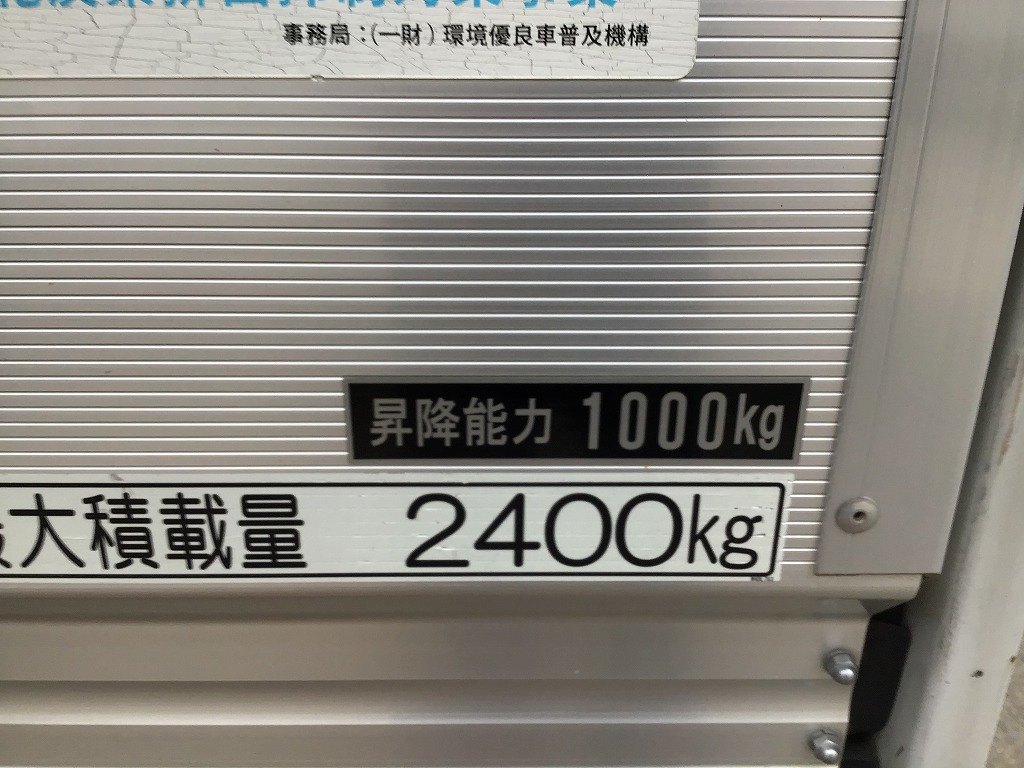 事務局：(一財) 環境優良車普及機構
昇降能力 1000kg
最大積載量 2400kg